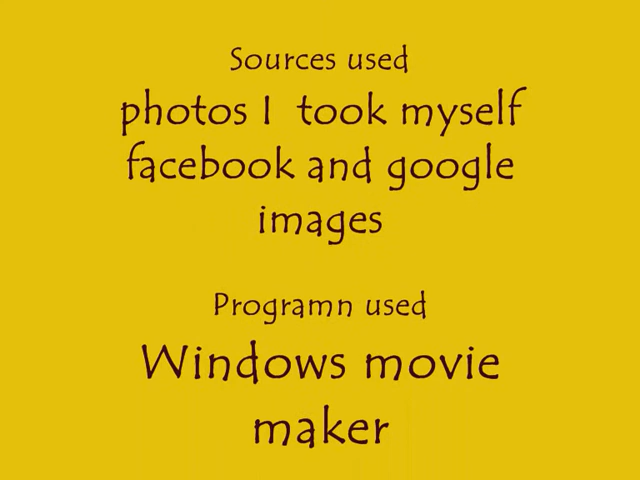 Sources used
photos I took myself
facebook and google
images
Programn used
Windows movie
maker